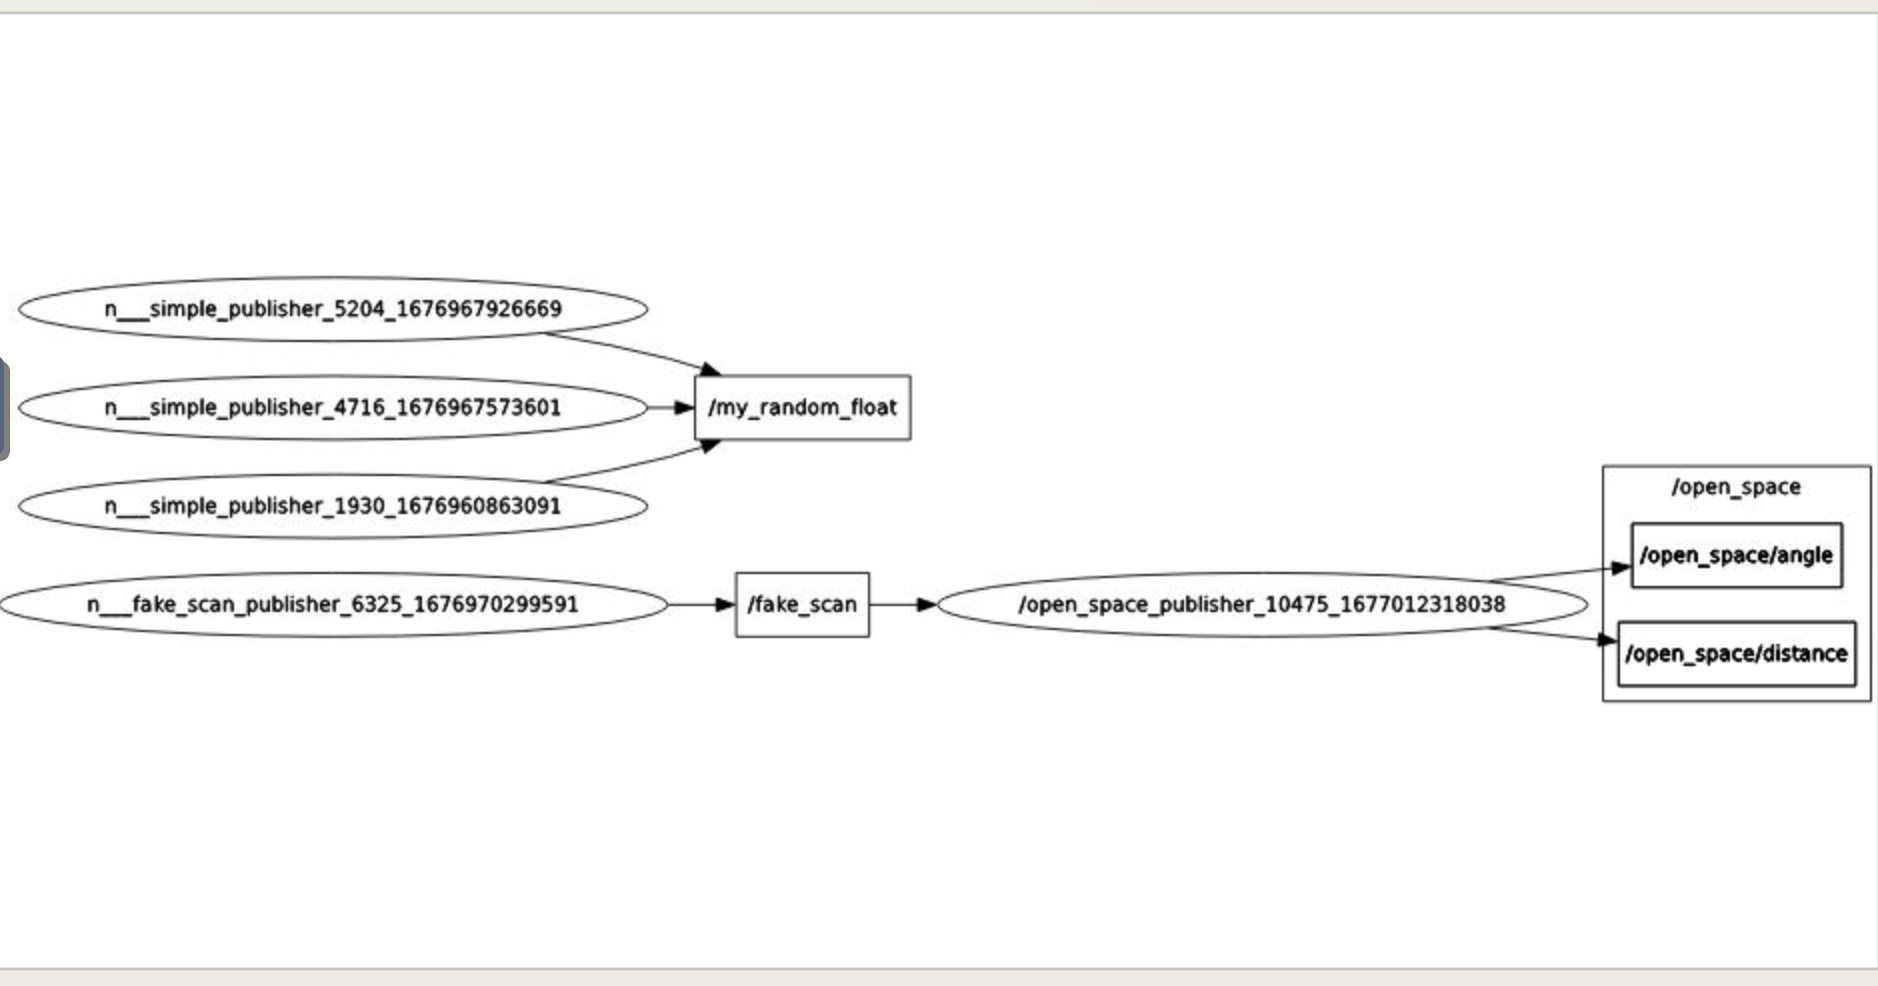 n___simple_publisher_5204_1676967926669
n___simple_publisher_4716_1676967573601
/my_random_float
n___simple_publisher_1930_1676960863091
/open_space
/open_space/angle
n___fake_scan_publisher_6325_1676970299591
/fake_scan
/open_space_publisher_10475_1677012318038
/open_space/distance